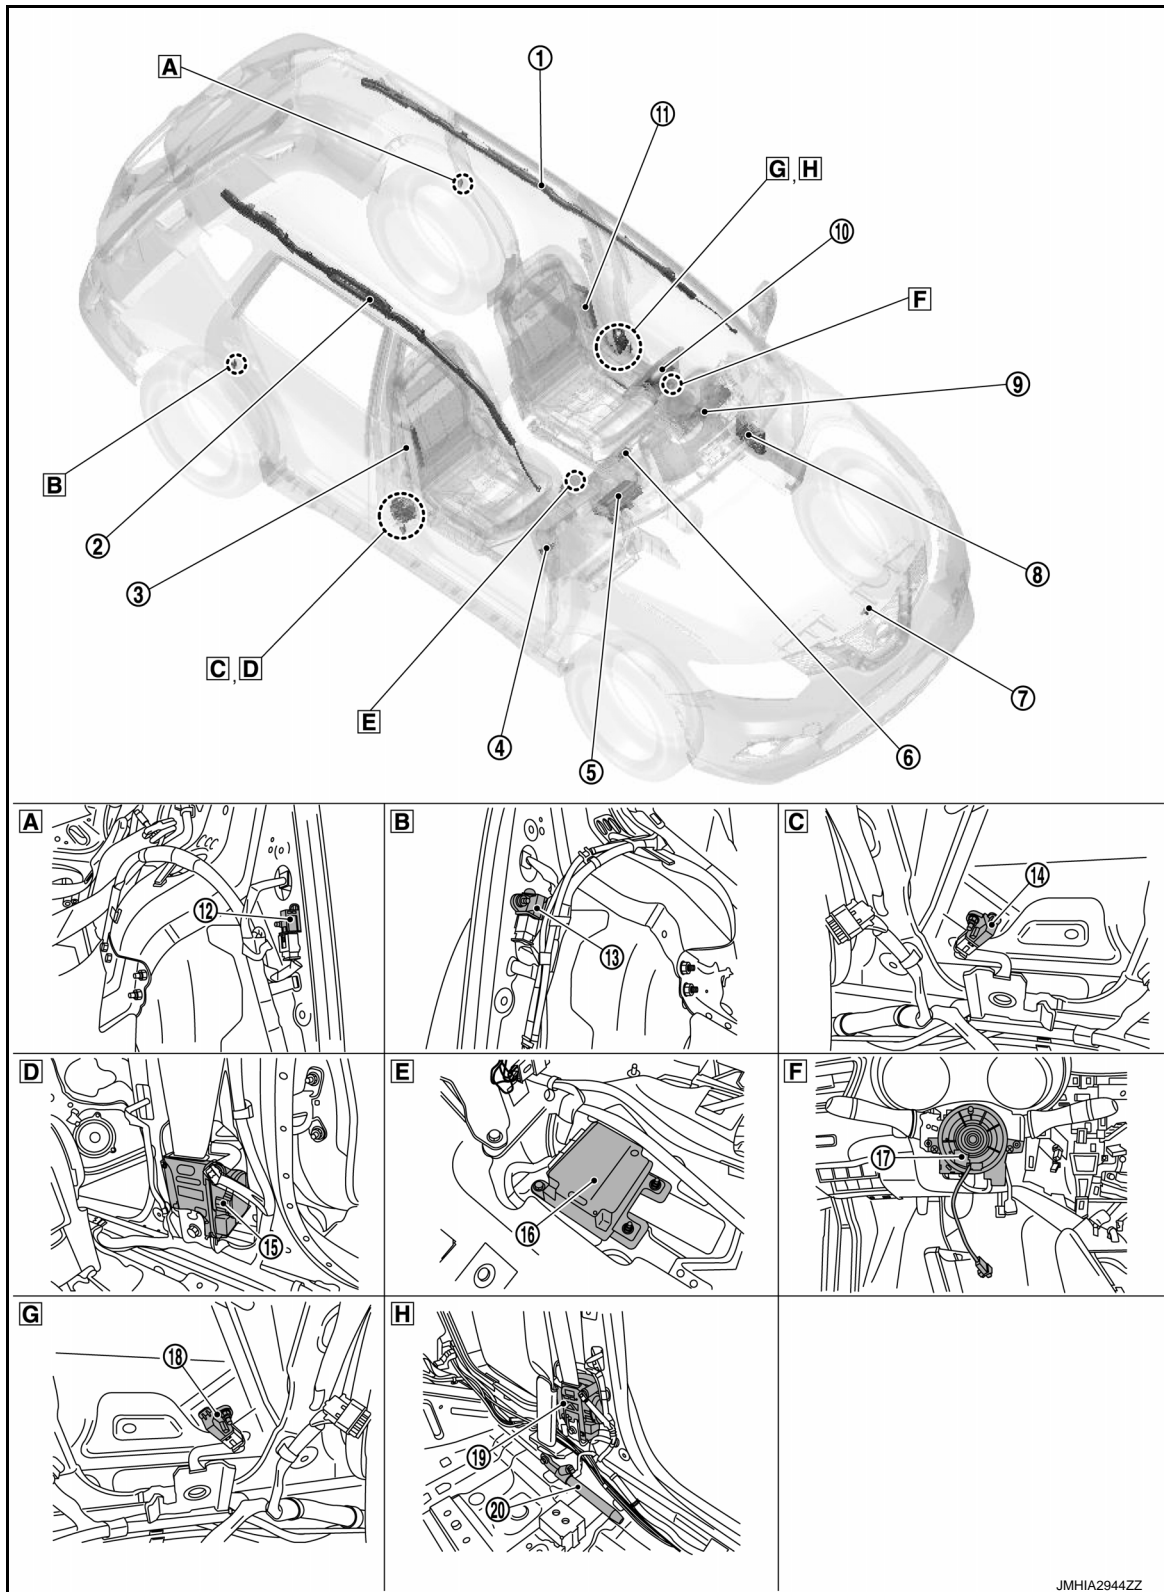 A
①
⑪
G, H
⑩
F
⑨
⑧
B
②
③
C, D
E
④
⑤
⑥
⑦
A
⑫
B
⑬
C
⑭
D
⑮
E
⑯
F
⑰
G
⑱
H
⑲
⑳
JMHIA2944ZZ